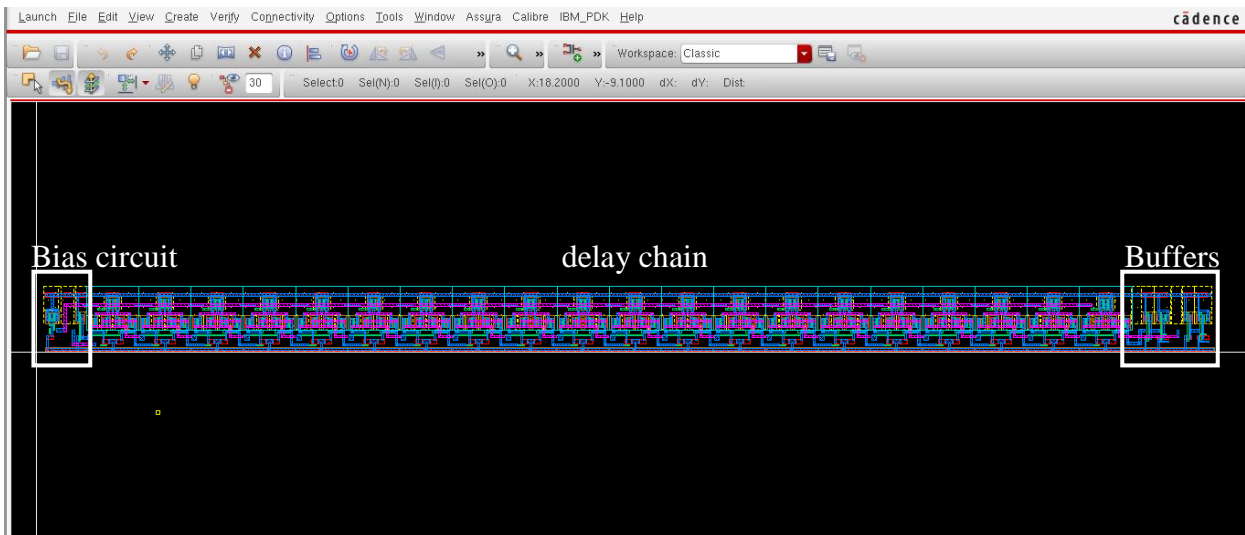 Launch File Edit View Create Verify Connectivity Options Tools Window Assura Calibre IBM_PDK Help cādence
» » » Workspace: Classic
30 Select:0 Sel(N):0 Sel(I):0 Sel(O):0 X:18.2000 Y:-9.1000 dX: dY: Dist:
Bias circuit delay chain Buffers